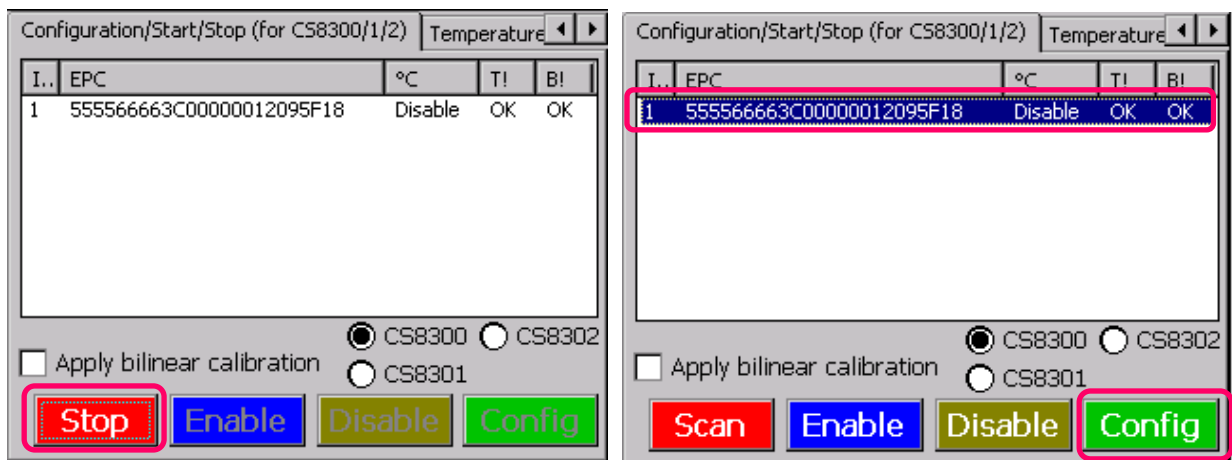 Configuration/Start/Stop (for CS8300/1/2) Temperature
I.. EPC °C T! B!
1 555566663C00000012095F18 Disable OK OK
CS8300 CS8302
Apply bilinear calibration
CS8301
Stop Enable Disable Config
Configuration/Start/Stop (for CS8300/1/2) Temperature
I.. EPC °C T! B!
1 555566663C00000012095F18 Disable OK OK
CS8300 CS8302
Apply bilinear calibration
CS8301
Scan Enable Disable Config